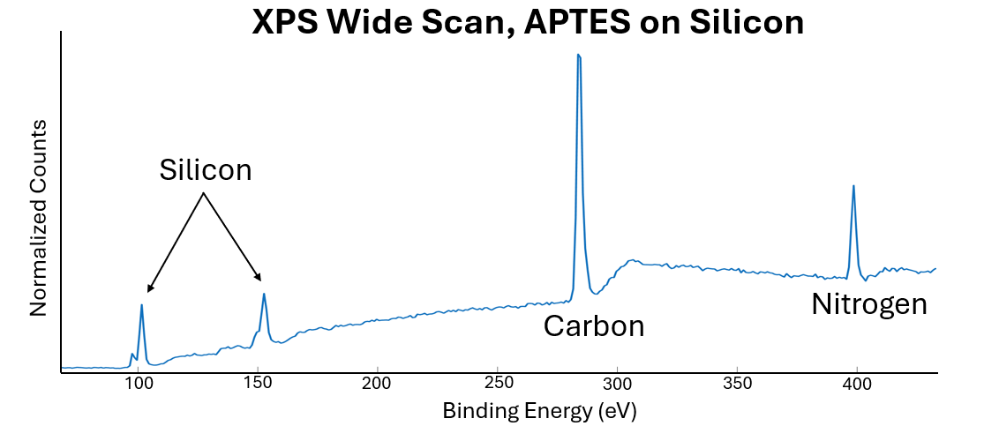 XPS Wide Scan, APTES on Silicon
Normalized Counts
Silicon
Carbon
Nitrogen
100 150 200 250 300 350 400
Binding Energy (eV)